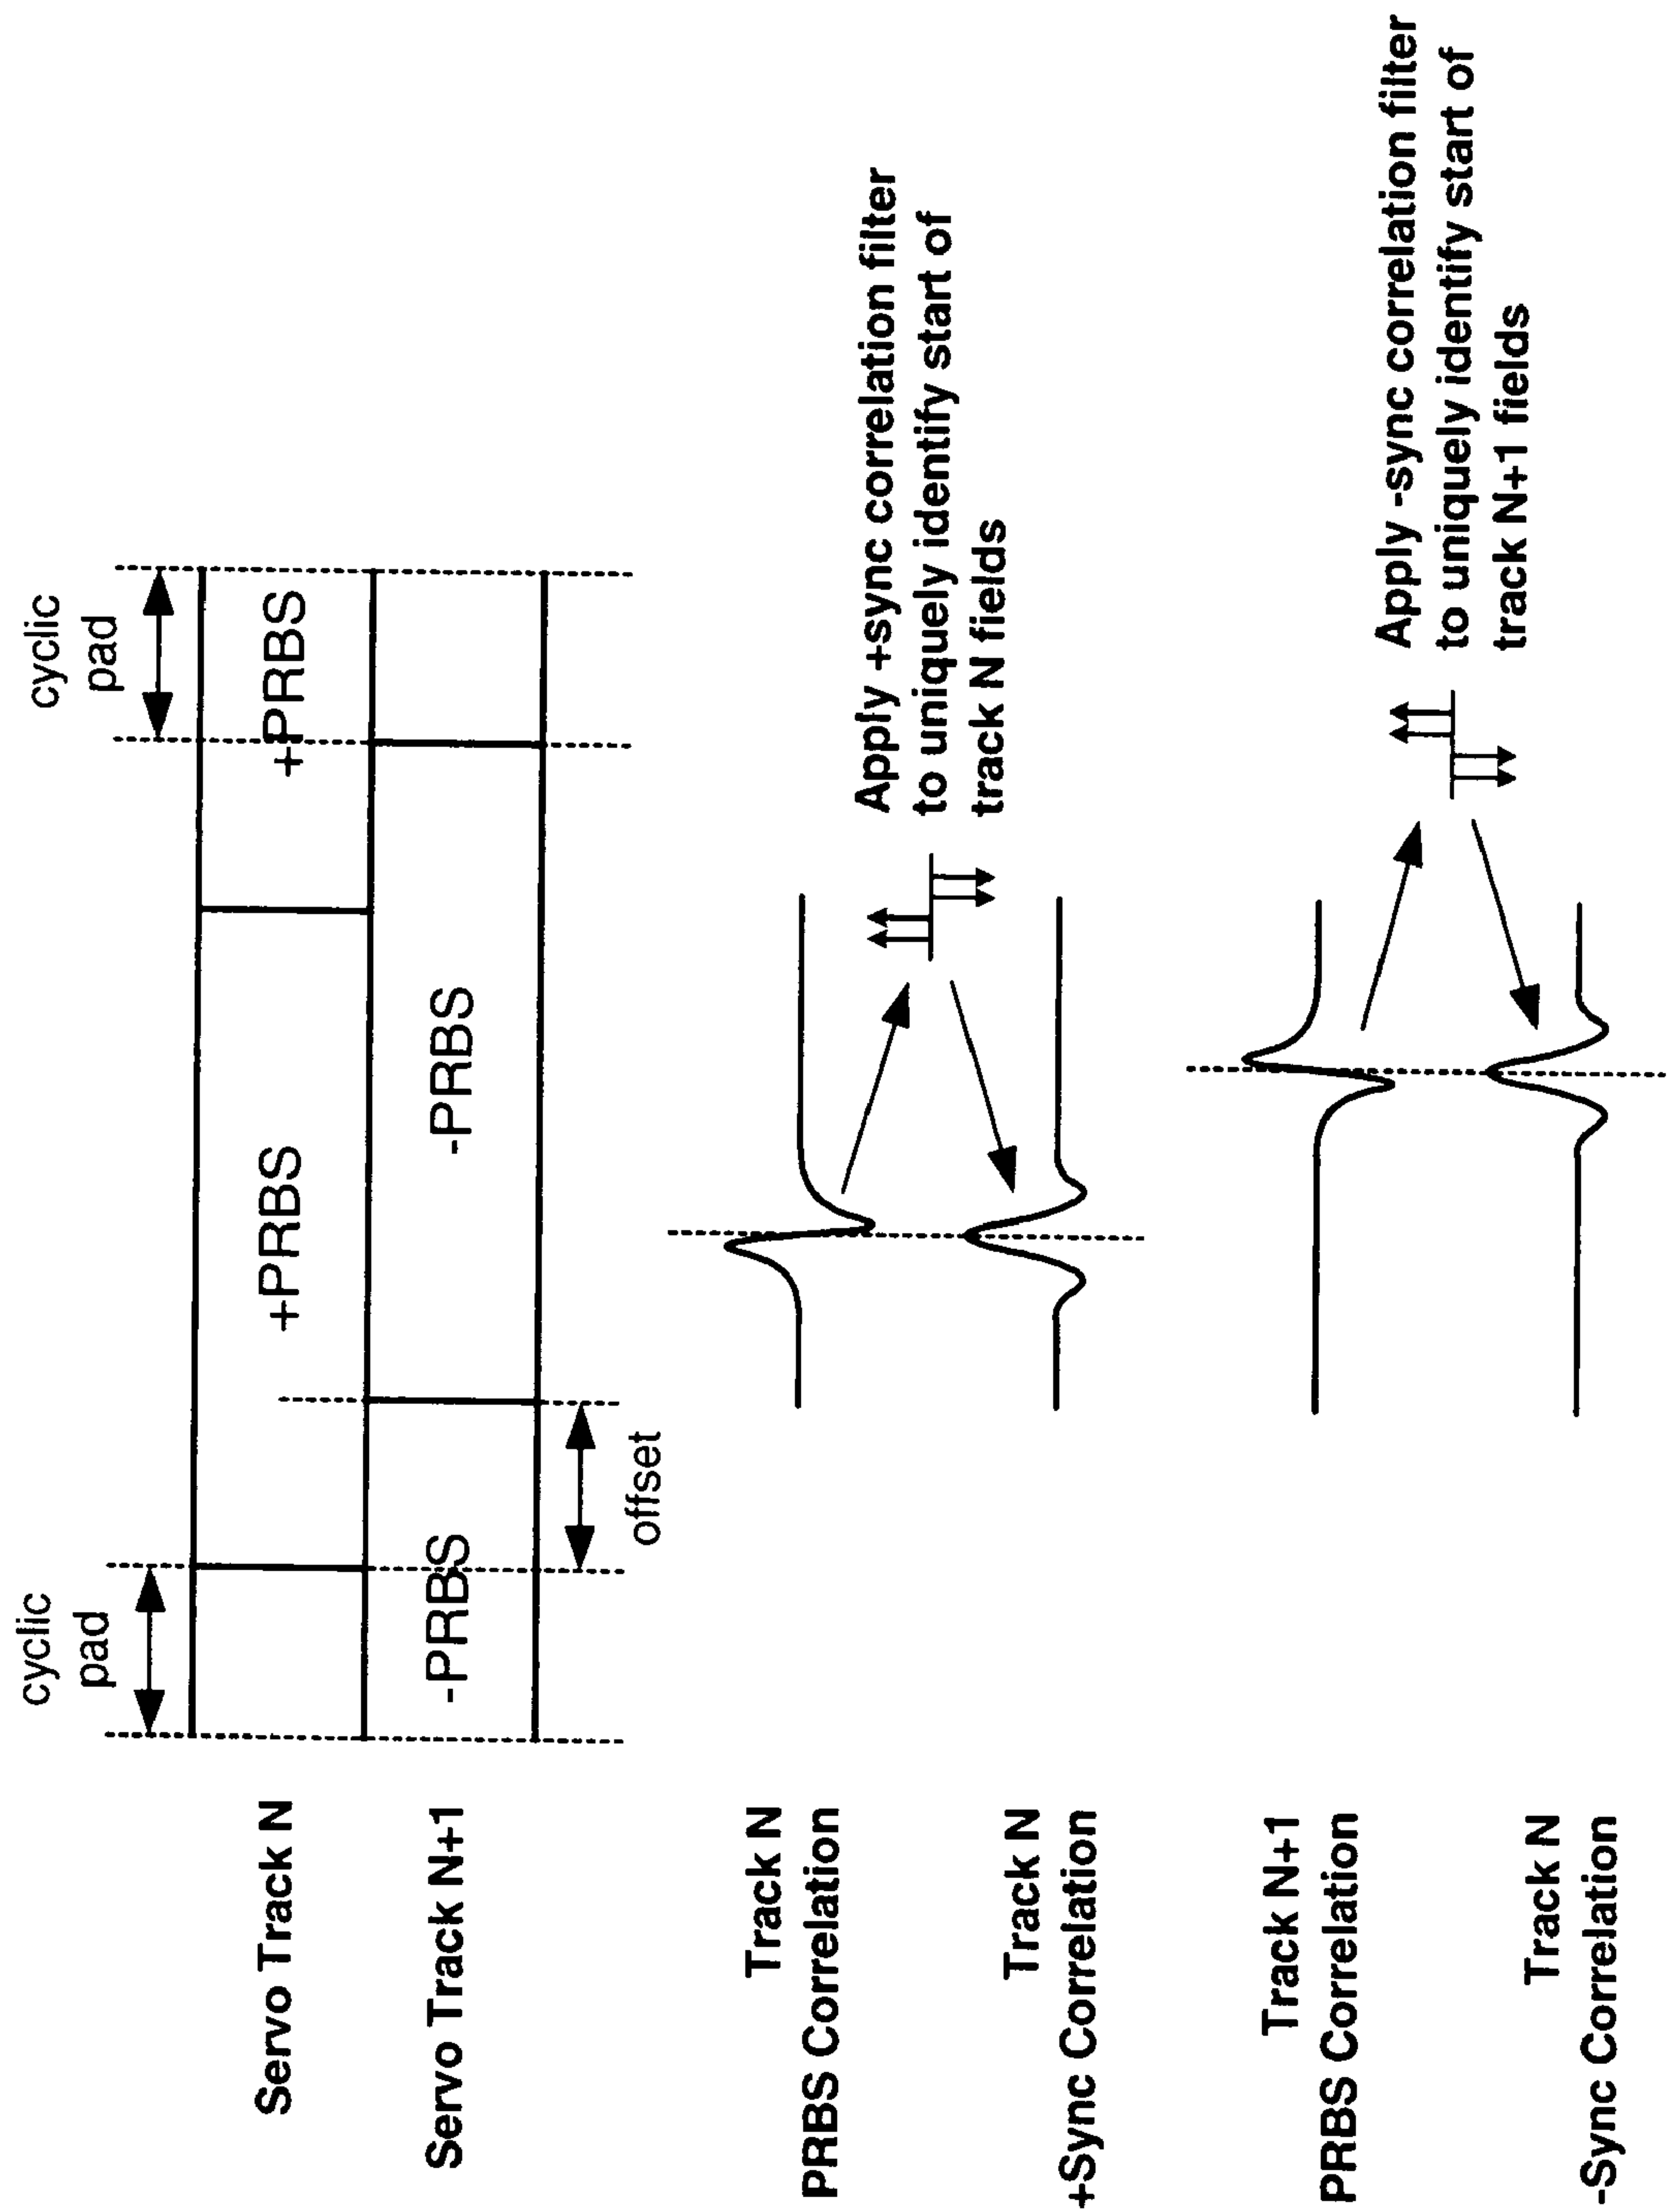 cyclic
pad
cyclic
pad
Servo Track N
+PRBS
+PRBS
Servo Track N+1
-PRBS
-PRBS
offset
Track N
PRBS Correlation
Apply +sync correlation filter
to uniquely identify start of
track N fields
Track N
+Sync Correlation
Track N+1
PRBS Correlation
Apply -sync correlation filter
to uniquely identify start of
track N+1 fields
Track N
-Sync Correlation